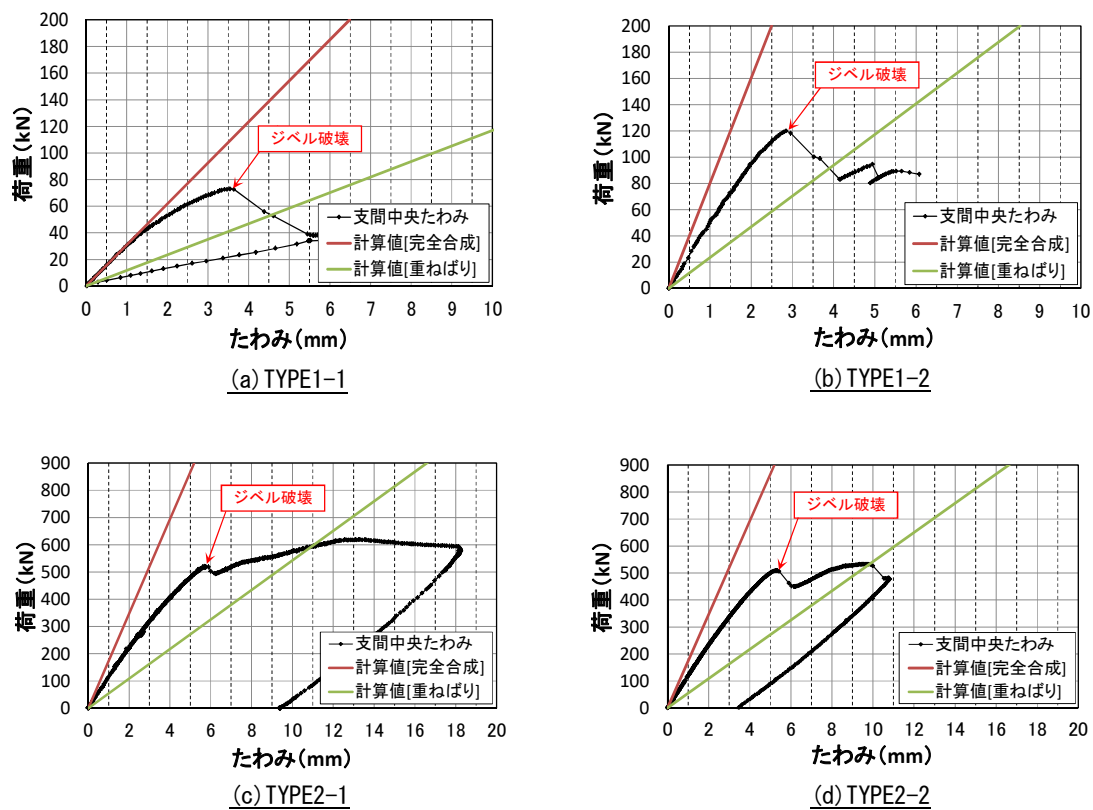 200
180
160
140
120
100
80
60
40
20
0
荷重(kN)
ジベル破壊
支間中央たわみ
計算値[完全合成]
計算値[重ねばり]
0 1 2 3 4 5 6 7 8 9 10
たわみ(mm)
(a)TYPE1-1
200
180
160
140
120
100
80
60
40
20
0
荷重(kN)
ジベル破壊
支間中央たわみ
計算値[完全合成]
計算値[重ねばり]
0 1 2 3 4 5 6 7 8 9 10
たわみ(mm)
(b)TYPE1-2
900
800
700
600
500
400
300
200
100
0
荷重(kN)
ジベル破壊
支間中央たわみ
計算値[完全合成]
計算値[重ねばり]
0 2 4 6 8 10 12 14 16 18 20
たわみ(mm)
(c)TYPE2-1
900
800
700
600
500
400
300
200
100
0
荷重(kN)
ジベル破壊
支間中央たわみ
計算値[完全合成]
計算値[重ねばり]
0 2 4 6 8 10 12 14 16 18 20
たわみ(mm)
(d)TYPE2-2